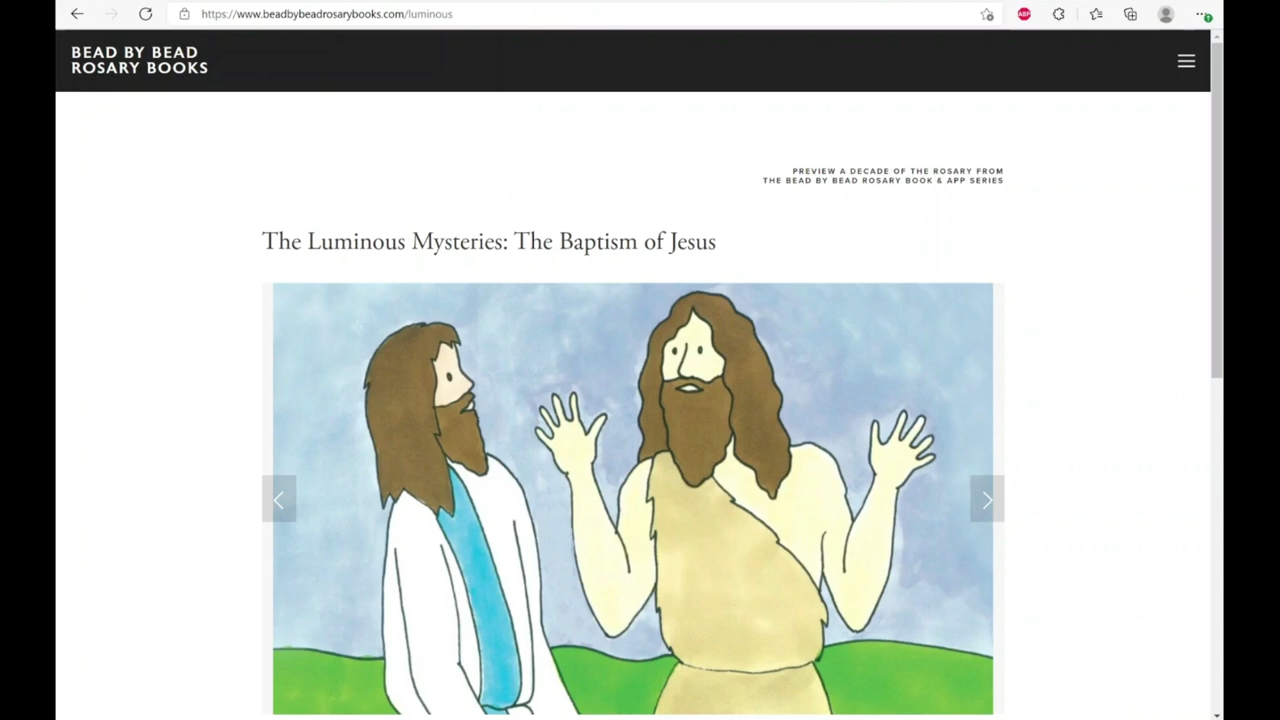 https://www.beadbybeadrosarybooks.com/luminous
ABP
BEAD BY BEAD
ROSARY BOOKS
PREVIEW A DECADE OF THE ROSARY FROM
THE BEAD BY BEAD ROSARY BOOK & APP SERIES
The Luminous Mysteries: The Baptism of Jesus